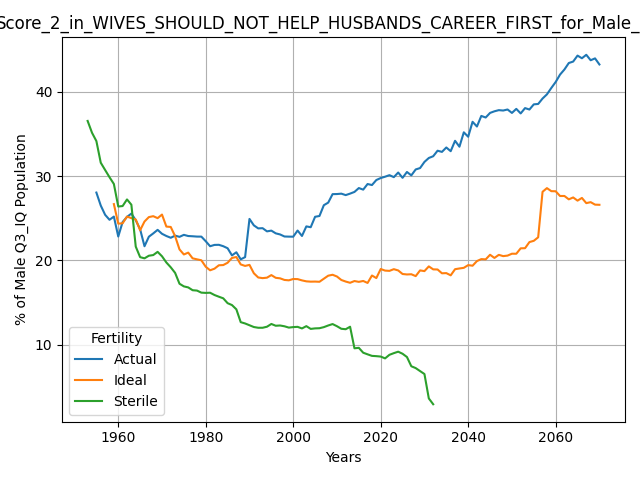 Score_2_in_WIVES_SHOULD_NOT_HELP_HUSBANDS_CAREER_FIRST_for_Male_
% of Male Q3_IQ Population
40
30
20
10
Fertility
Actual
Ideal
Sterile
1960 1980 2000 2020 2040 2060
Years